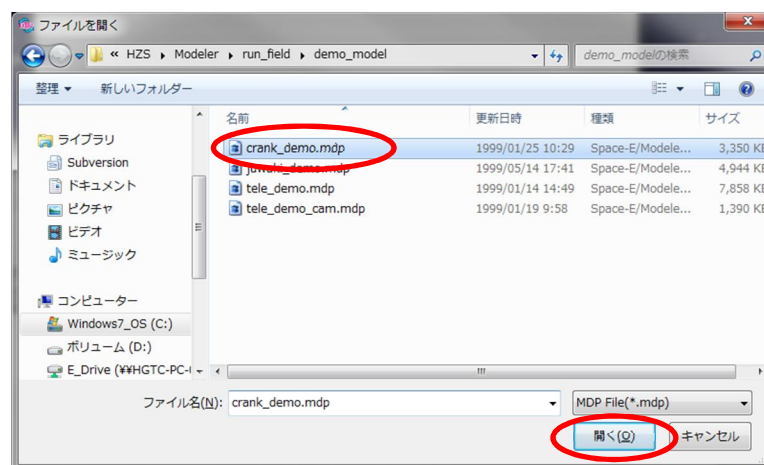 ファイルを開く
« HZS ▸ Modeler ▸ run_field ▸ demo_model
demo_modelの検索
整理 ▼ 新しいフォルダー
名前 更新日時 種類 サイズ
ライブラリ
Subversion
ドキュメント
ピクチャ
ビデオ
ミュージック
コンピューター
Windows7_OS (C:)
ボリューム (D:)
E_Drive (¥¥HGTC-PC-
crank_demo.mdp 1999/01/25 10:29 Space-E/Modele... 3,350 KB
juwaki_demo.mdp 1999/05/14 17:41 Space-E/Modele... 4,944 KB
tele_demo.mdp 1999/01/14 14:49 Space-E/Modele... 7,858 KB
tele_demo_cam.mdp 1999/01/19 9:58 Space-E/Modele... 1,390 KB
ファイル名(N): crank_demo.mdp MDP File(*.mdp)
開く(O) キャンセル